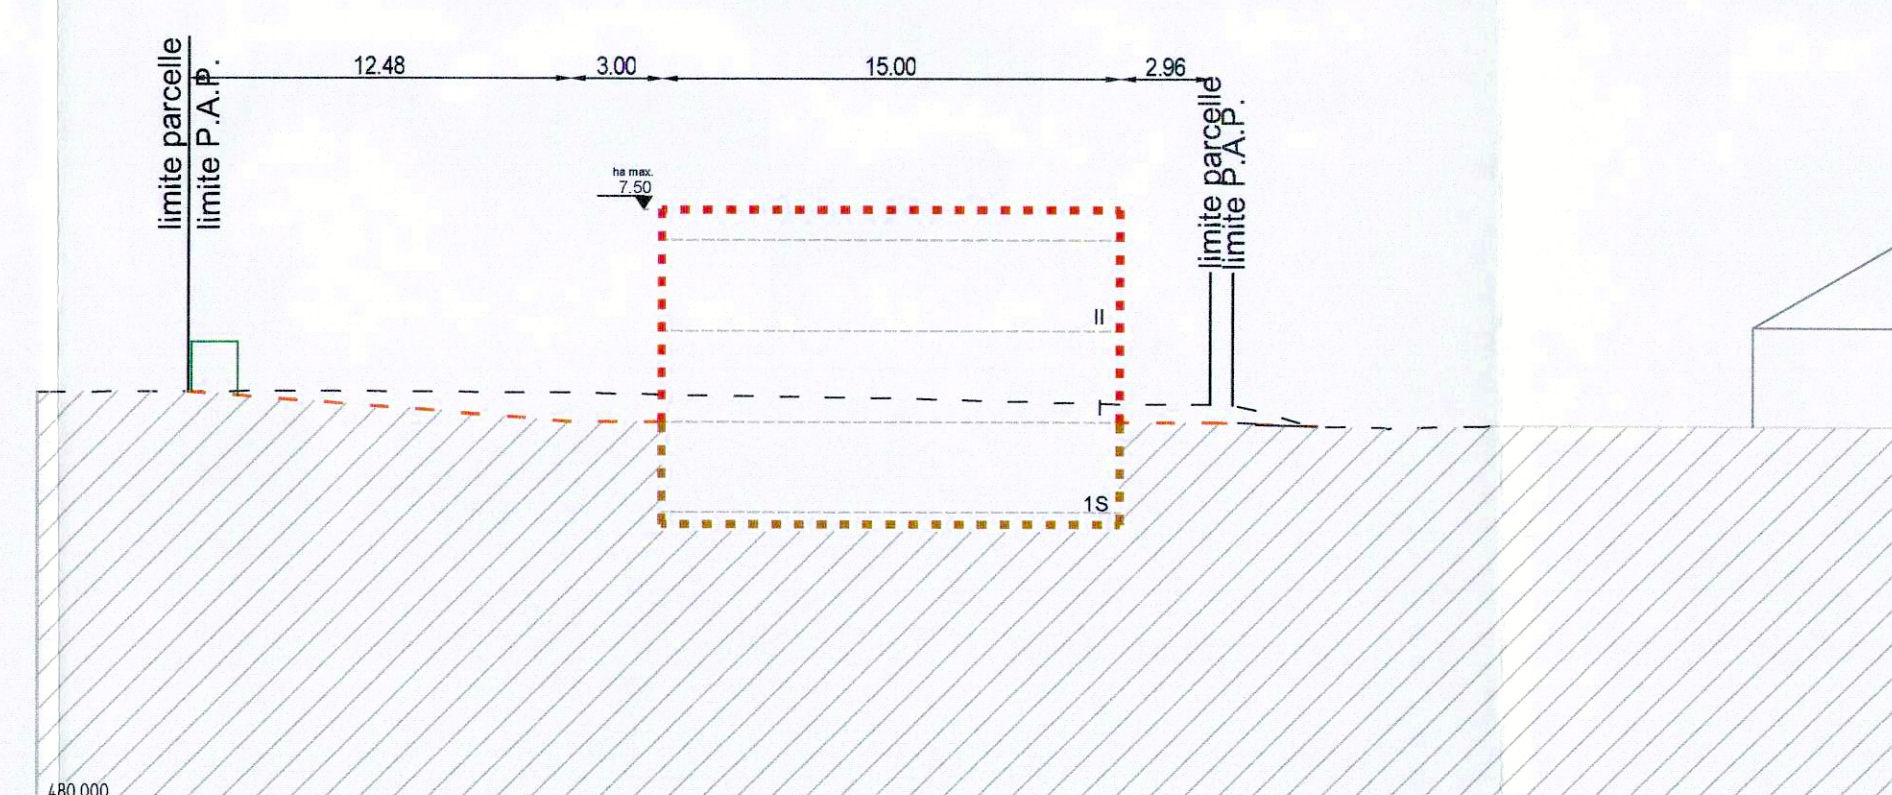 limite parcelle
limite P.A.P.
12.48
3.00
15.00
2.96
limite parcelle
limite P.A.P.
ha max.
7.50
II
1S
480.000